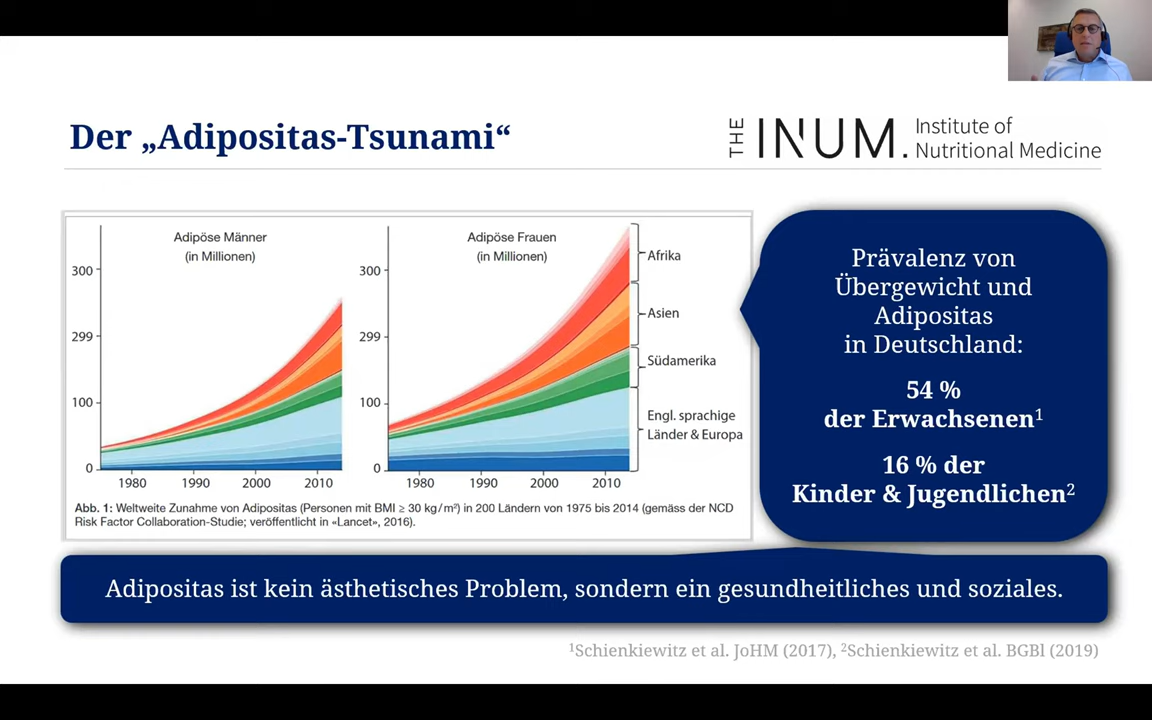 Der „Adipositas-Tsunami“
THE INUM. Institute of
Nutritional Medicine
Adipöse Männer
(in Millionen)
300
299
100
0
1980 1990 2000 2010
Adipöse Frauen
(in Millionen)
300
299
100
0
1980 1990 2000 2010
Afrika
Asien
Südamerika
Engl. sprachige
Länder & Europa
Abb. 1: Weltweite Zunahme von Adipositas (Personen mit BMI ≥ 30 kg/m²) in 200 Ländern von 1975 bis 2014 (gemäss der NCD
Risk Factor Collaboration-Studie; veröffentlicht in «Lancet», 2016).
Prävalenz von
Übergewicht und
Adipositas
in Deutschland:
54 %
der Erwachsenen¹
16 % der
Kinder & Jugendlichen²
Adipositas ist kein ästhetisches Problem, sondern ein gesundheitliches und soziales.
¹Schienkiewitz et al. JoHM (2017), ²Schienkiewitz et al. BGBl (2019)